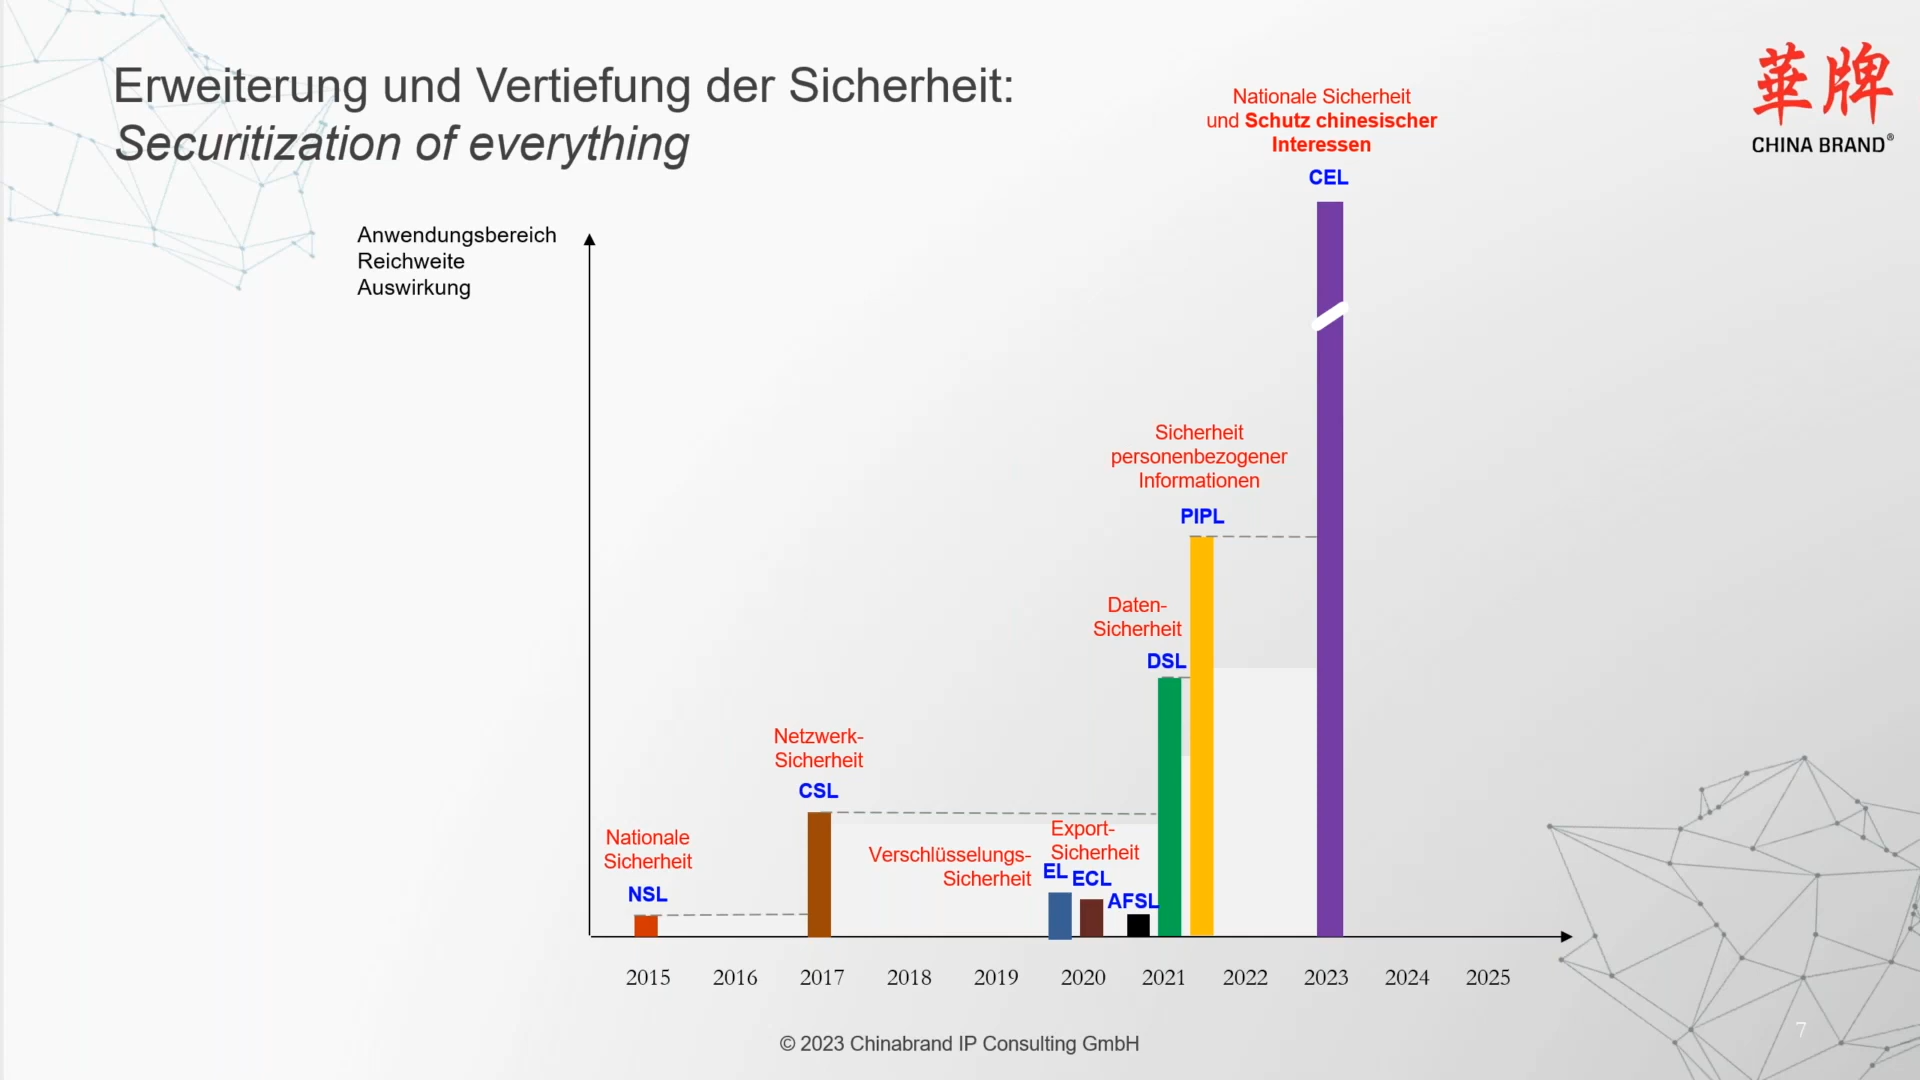 Erweiterung und Vertiefung der Sicherheit:
Securitization of everything
華牌
CHINA BRAND®
Nationale Sicherheit
und Schutz chinesischer
Interessen
CEL
Anwendungsbereich
Reichweite
Auswirkung
Sicherheit
personenbezogener
Informationen
PIPL
Daten-
Sicherheit
DSL
Netzwerk-
Sicherheit
CSL
Nationale
Sicherheit
NSL
Verschlüsselungs-
Sicherheit
EL
Export-
Sicherheit
ECL
AFSL
2015 2016 2017 2018 2019 2020 2021 2022 2023 2024 2025
© 2023 Chinabrand IP Consulting GmbH
7